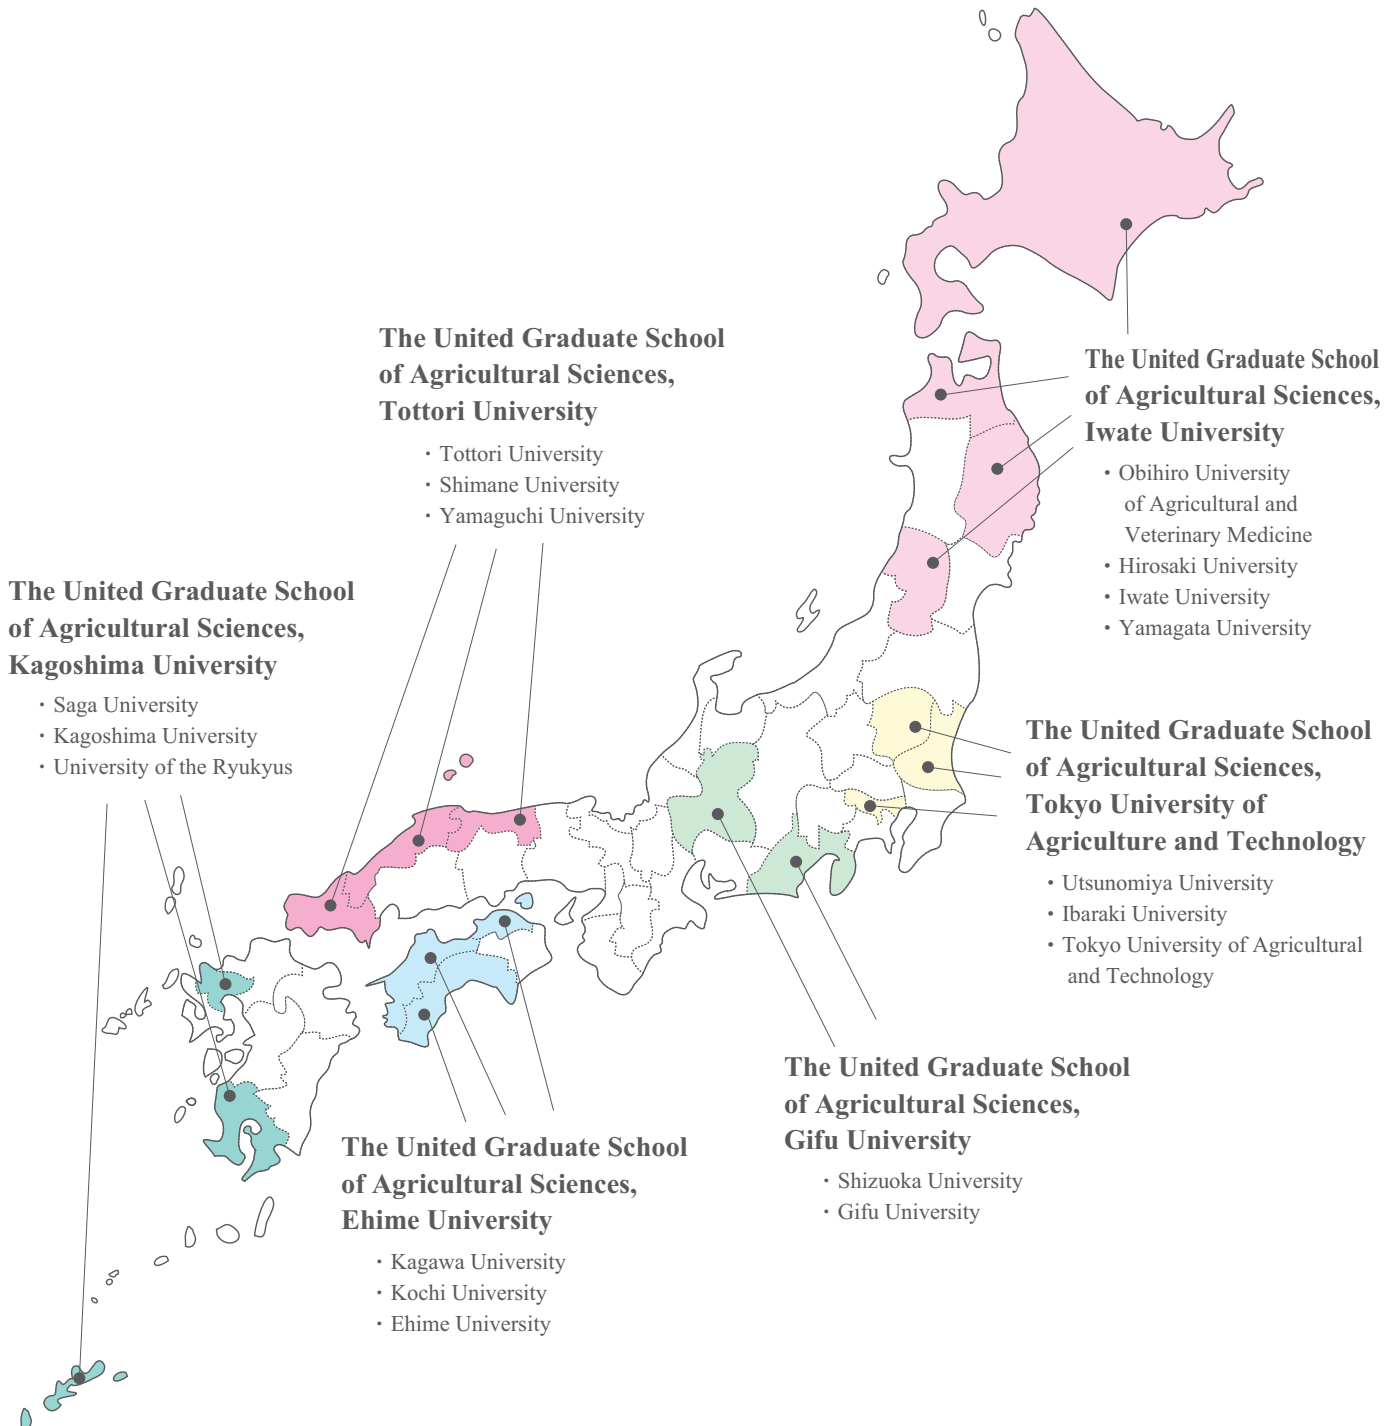 The United Graduate School
of Agricultural Sciences,
Tottori University
・Tottori University
・Shimane University
・Yamaguchi University
The United Graduate School
of Agricultural Sciences,
Iwate University
・Obihiro University
of Agricultural and
Veterinary Medicine
・Hirosaki University
・Iwate University
・Yamagata University
The United Graduate School
of Agricultural Sciences,
Kagoshima University
・Saga University
・Kagoshima University
・University of the Ryukyus
The United Graduate School
of Agricultural Sciences,
Tokyo University of
Agriculture and Technology
・Utsunomiya University
・Ibaraki University
・Tokyo University of Agricultural
and Technology
The United Graduate School
of Agricultural Sciences,
Gifu University
・Shizuoka University
・Gifu University
The United Graduate School
of Agricultural Sciences,
Ehime University
・Kagawa University
・Kochi University
・Ehime University